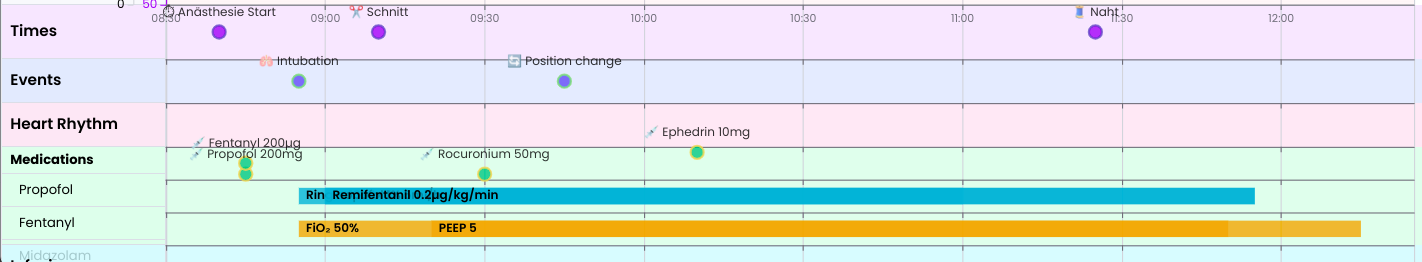 0 50
08:30 09:00 09:30 10:00 10:30 11:00 11:30 12:00
Anästhesie Start Schnitt Naht
Times
Intubation Position change
Events
Heart Rhythm
Ephedrin 10mg
Fentanyl 200µg
Propofol 200mg Rocuronium 50mg
Medications
Propofol
Rin Remifentanil 0.2µg/kg/min
Fentanyl
FiO₂ 50% PEEP 5
Midazolam